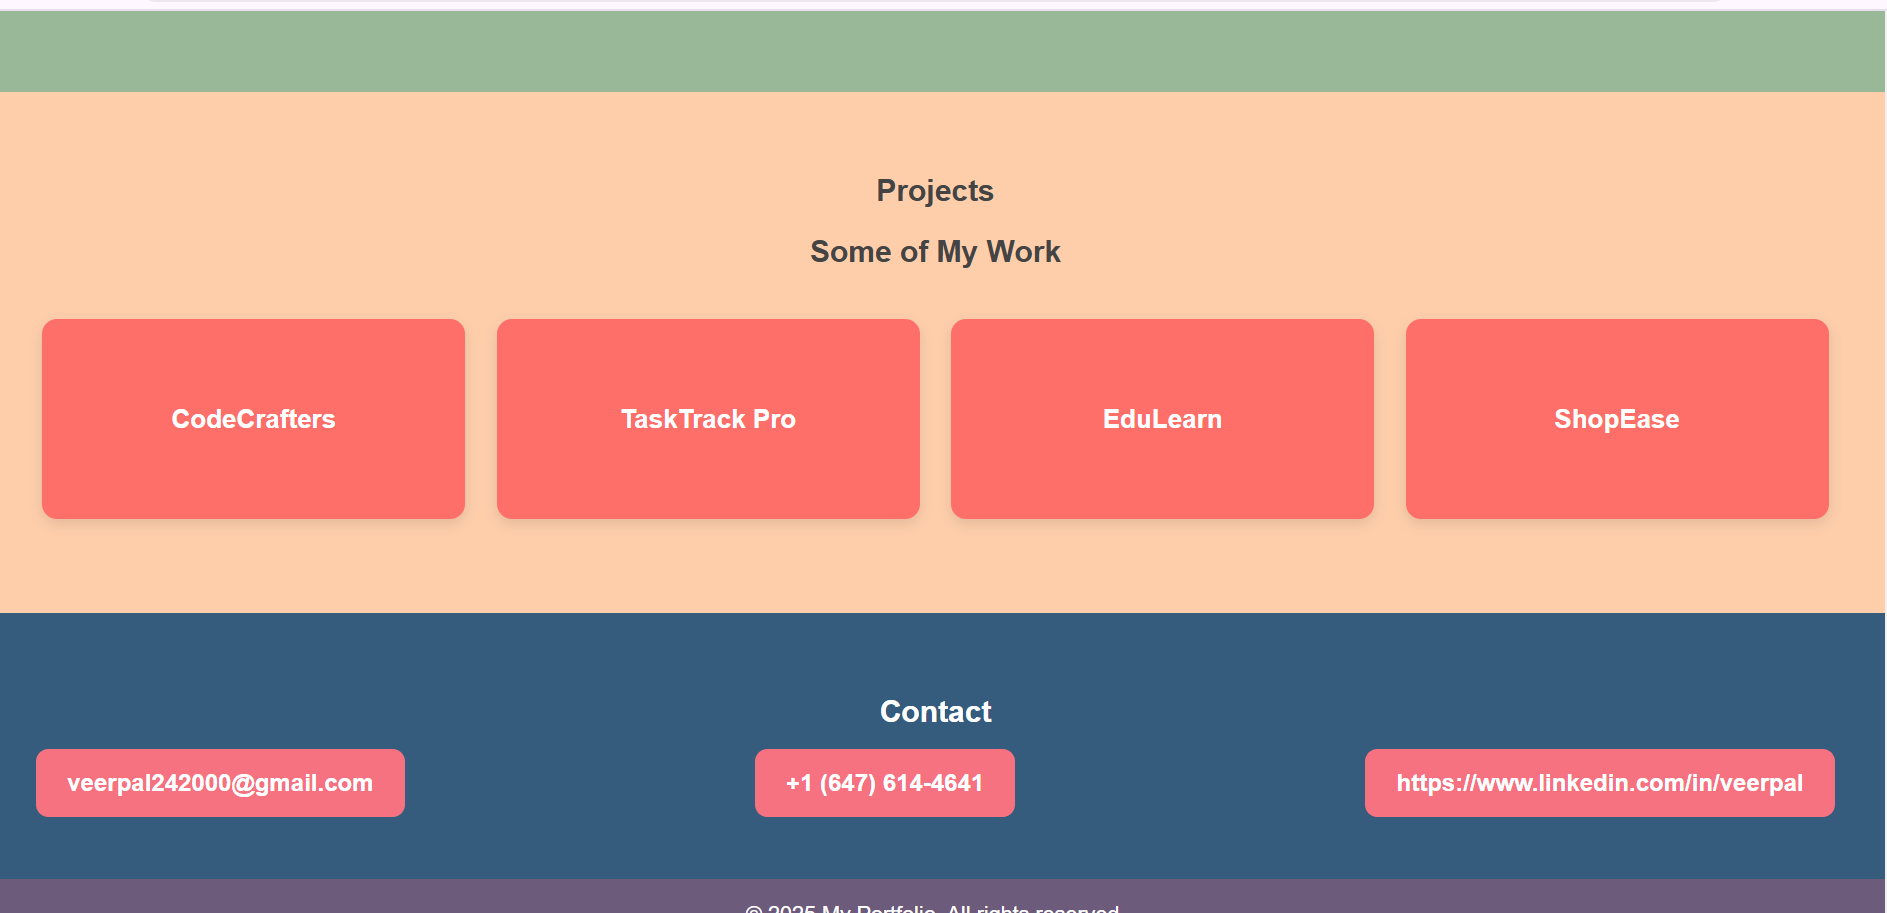 Projects
Some of My Work
CodeCrafters
TaskTrack Pro
EduLearn
ShopEase
Contact
veerpal242000@gmail.com
+1 (647) 614-4641
https://www.linkedin.com/in/veerpal
© 2025 My Portfolio. All rights reserved.